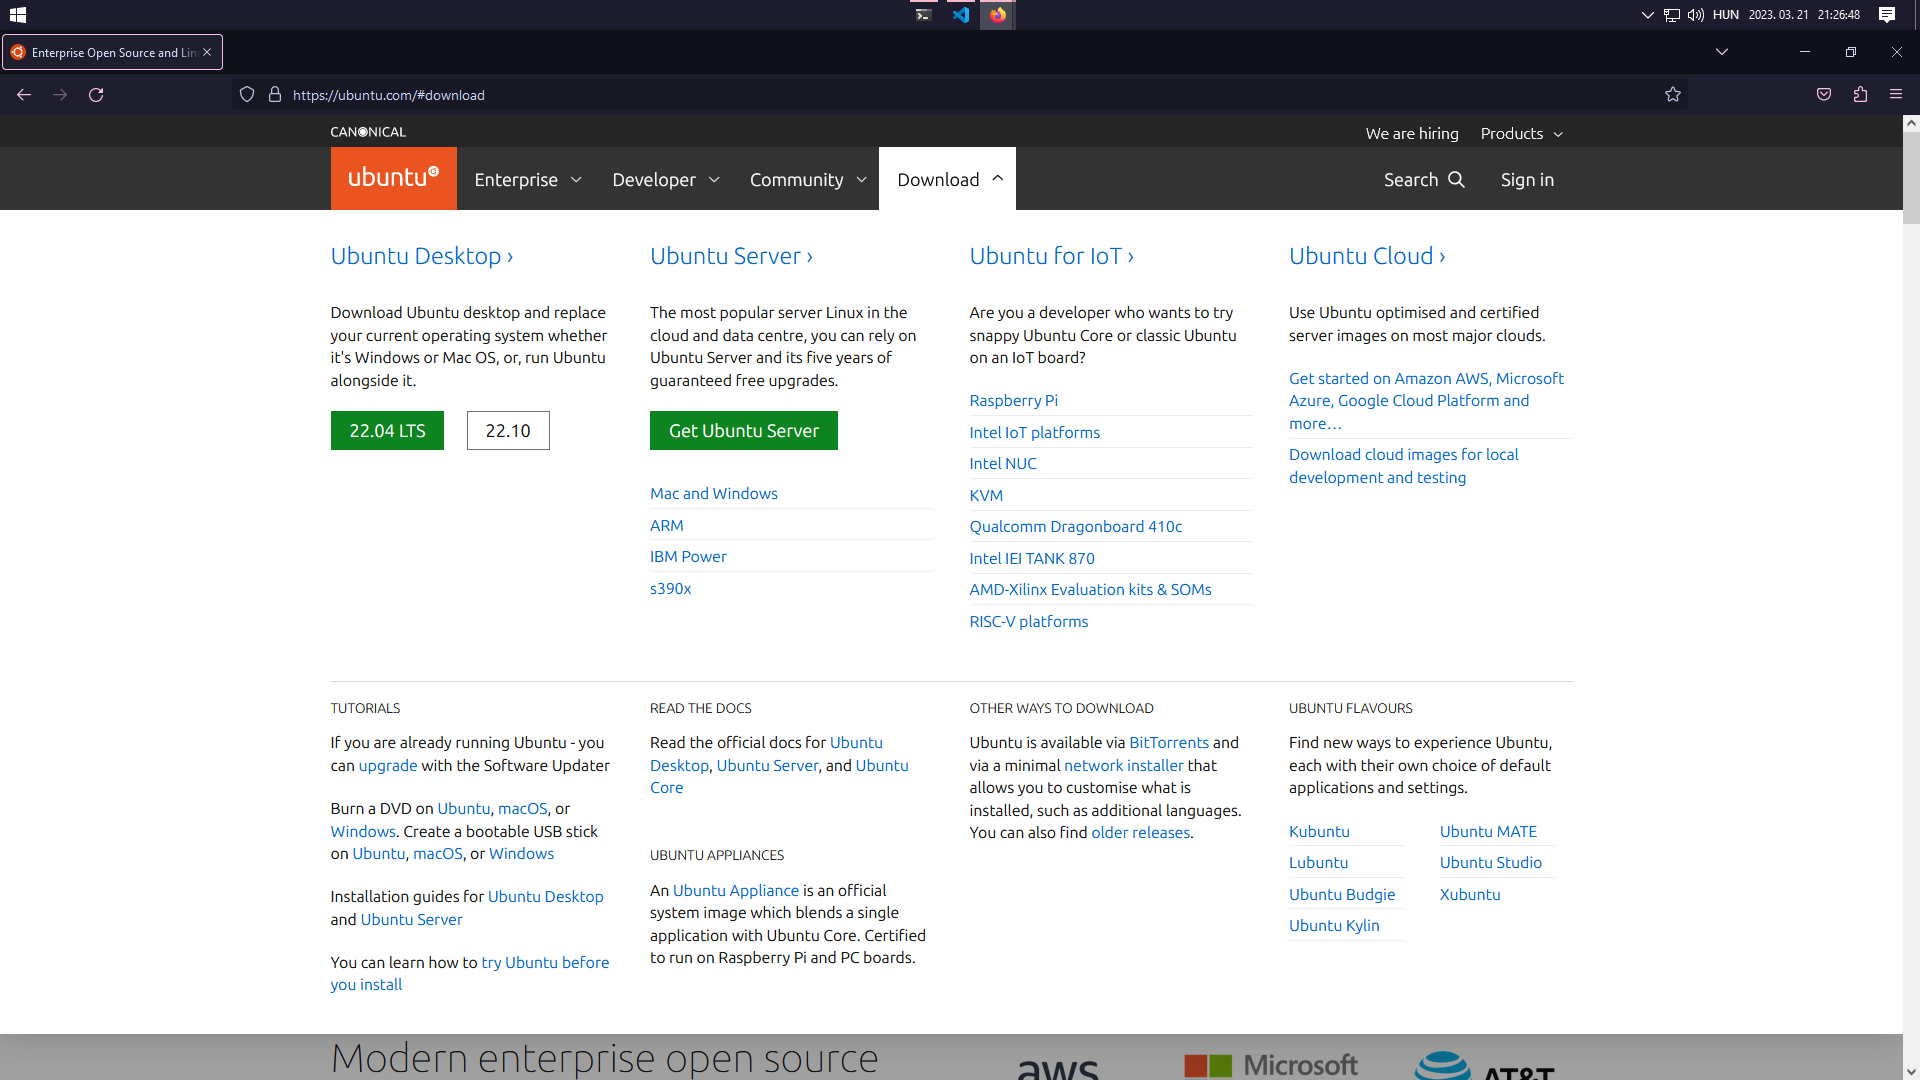 HUN 2023. 03. 21 21:26:48
Enterprise Open Source and Lin
https://ubuntu.com/#download
CANONICAL
We are hiring Products
ubuntu Enterprise Developer Community Download Search Sign in
Ubuntu Desktop ›
Download Ubuntu desktop and replace
your current operating system whether
it's Windows or Mac OS, or, run Ubuntu
alongside it.
22.04 LTS 22.10
Ubuntu Server ›
The most popular server Linux in the
cloud and data centre, you can rely on
Ubuntu Server and its five years of
guaranteed free upgrades.
Get Ubuntu Server
Mac and Windows
ARM
IBM Power
s390x
Ubuntu for IoT ›
Are you a developer who wants to try
snappy Ubuntu Core or classic Ubuntu
on an IoT board?
Raspberry Pi
Intel IoT platforms
Intel NUC
KVM
Qualcomm Dragonboard 410c
Intel IEI TANK 870
AMD-Xilinx Evaluation kits & SOMs
RISC-V platforms
Ubuntu Cloud ›
Use Ubuntu optimised and certified
server images on most major clouds.
Get started on Amazon AWS, Microsoft
Azure, Google Cloud Platform and
more…
Download cloud images for local
development and testing
TUTORIALS
If you are already running Ubuntu - you
can upgrade with the Software Updater
Burn a DVD on Ubuntu, macOS, or
Windows. Create a bootable USB stick
on Ubuntu, macOS, or Windows
Installation guides for Ubuntu Desktop
and Ubuntu Server
You can learn how to try Ubuntu before
you install
READ THE DOCS
Read the official docs for Ubuntu
Desktop, Ubuntu Server, and Ubuntu
Core
UBUNTU APPLIANCES
An Ubuntu Appliance is an official
system image which blends a single
application with Ubuntu Core. Certified
to run on Raspberry Pi and PC boards.
OTHER WAYS TO DOWNLOAD
Ubuntu is available via BitTorrents and
via a minimal network installer that
allows you to customise what is
installed, such as additional languages.
You can also find older releases.
UBUNTU FLAVOURS
Find new ways to experience Ubuntu,
each with their own choice of default
applications and settings.
Kubuntu
Lubuntu
Ubuntu Budgie
Ubuntu Kylin
Ubuntu MATE
Ubuntu Studio
Xubuntu
Modern enterprise open source
aws Microsoft AT&T